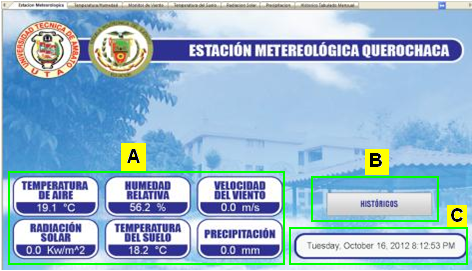 Estacion Meteorologica Temperatura/Humedad Monitor de Viento Temperatura del Suelo Radiacion Solar Precipitacion Historico Tabulado Mensual
UNIVERSIDAD TECNICA DE AMBATO
U T A
ESTACIÓN METEREOLÓGICA QUEROCHACA
A
B
C
TEMPERATURA
DE AIRE
19.1 °C
HUMEDAD
RELATIVA
56.2 %
VELOCIDAD
DEL VIENTO
0.0 m/s
RADIACIÓN
SOLAR
0.0 Kw/m^2
TEMPERATURA
DEL SUELO
18.2 °C
PRECIPITACIÓN
0.0 mm
HISTÓRICOS
Tuesday, October 16, 2012 8:12:53 PM